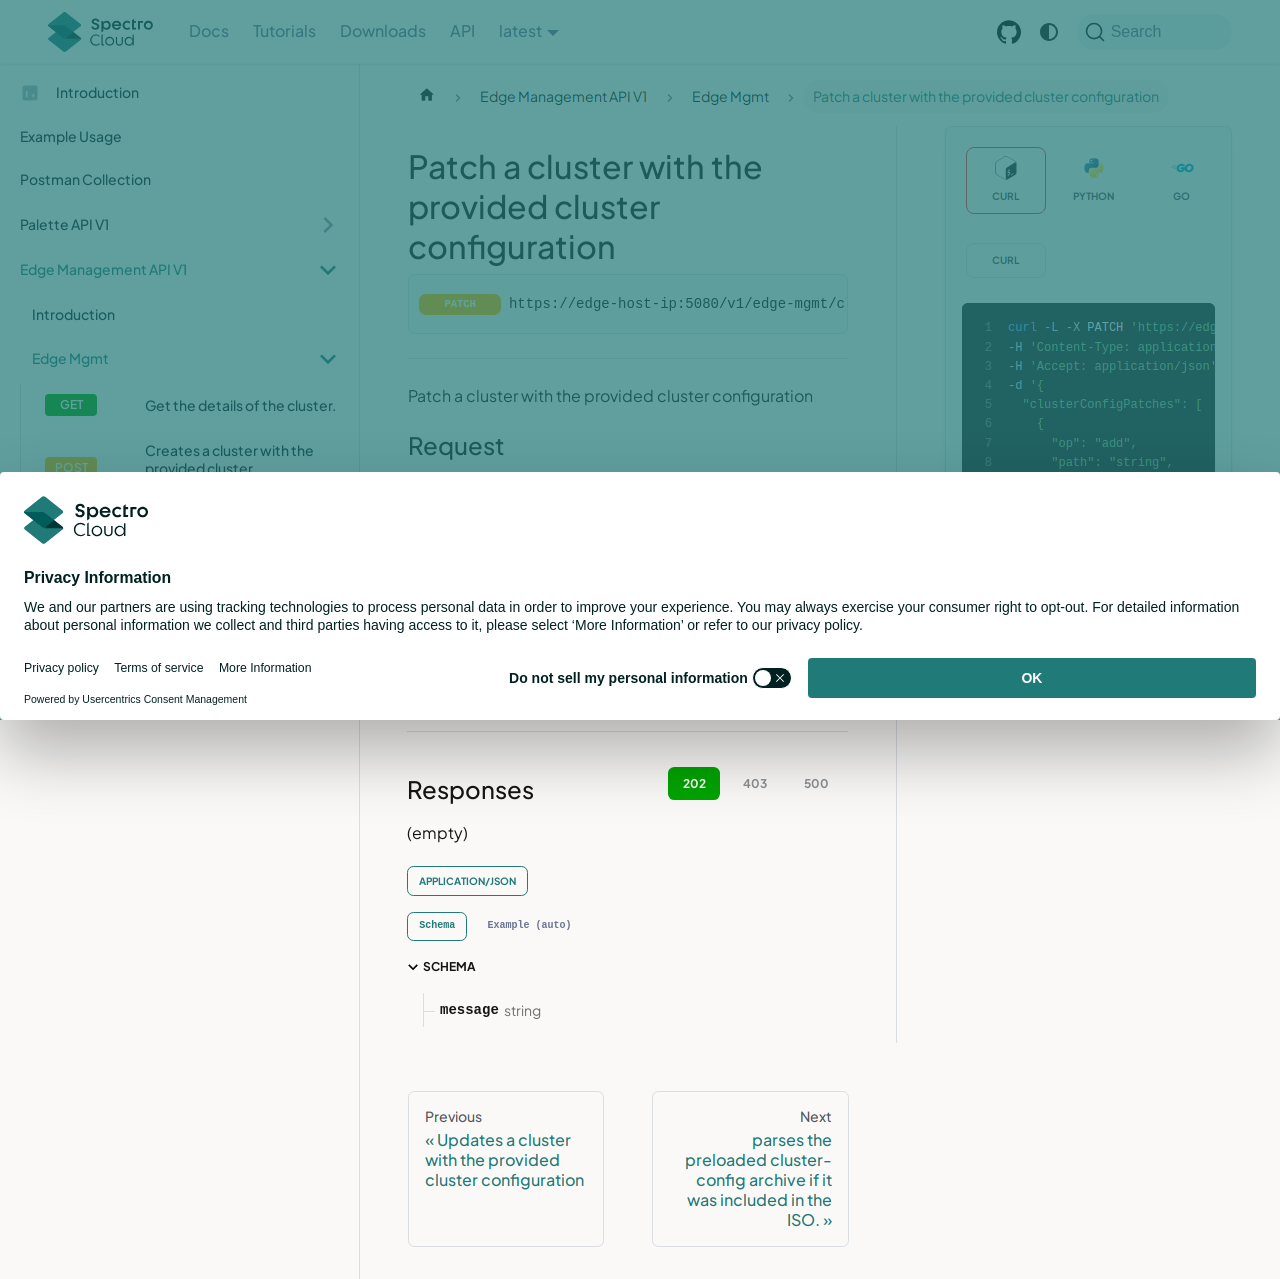 Spectro
Cloud
Docs
Tutorials
Downloads
API
latest
Search
Introduction
Example Usage
Postman Collection
Palette API V1
Edge Management API V1
Introduction
Edge Mgmt
GET
Get the details of the cluster.
POST
Creates a cluster with the
provided cluster
Edge Management API V1
Edge Mgmt
Patch a cluster with the provided cluster configuration
Patch a cluster with the
provided cluster
configuration
PATCH
https://edge-host-ip:5080/v1/edge-mgmt/c
Patch a cluster with the provided cluster configuration
Request
CURL
PYTHON
GO
CURL
1 curl -L -X PATCH 'https://edg
2 -H 'Content-Type: application
3 -H 'Accept: application/json'
4 -d '{
5 "clusterConfigPatches": [
6 {
7 "op": "add",
8 "path": "string",
Spectro
Cloud
Privacy Information
We and our partners are using tracking technologies to process personal data in order to improve your experience. You may always exercise your consumer right to opt-out. For detailed information
about personal information we collect and third parties having access to it, please select ‘More Information’ or refer to our privacy policy.
Privacy policy
Terms of service
More Information
Powered by Usercentrics Consent Management
Do not sell my personal information
OK
Responses
202
403
500
(empty)
APPLICATION/JSON
Schema
Example (auto)
SCHEMA
message string
Previous
« Updates a cluster
with the provided
cluster configuration
Next
parses the
preloaded cluster-
config archive if it
was included in the
ISO. »